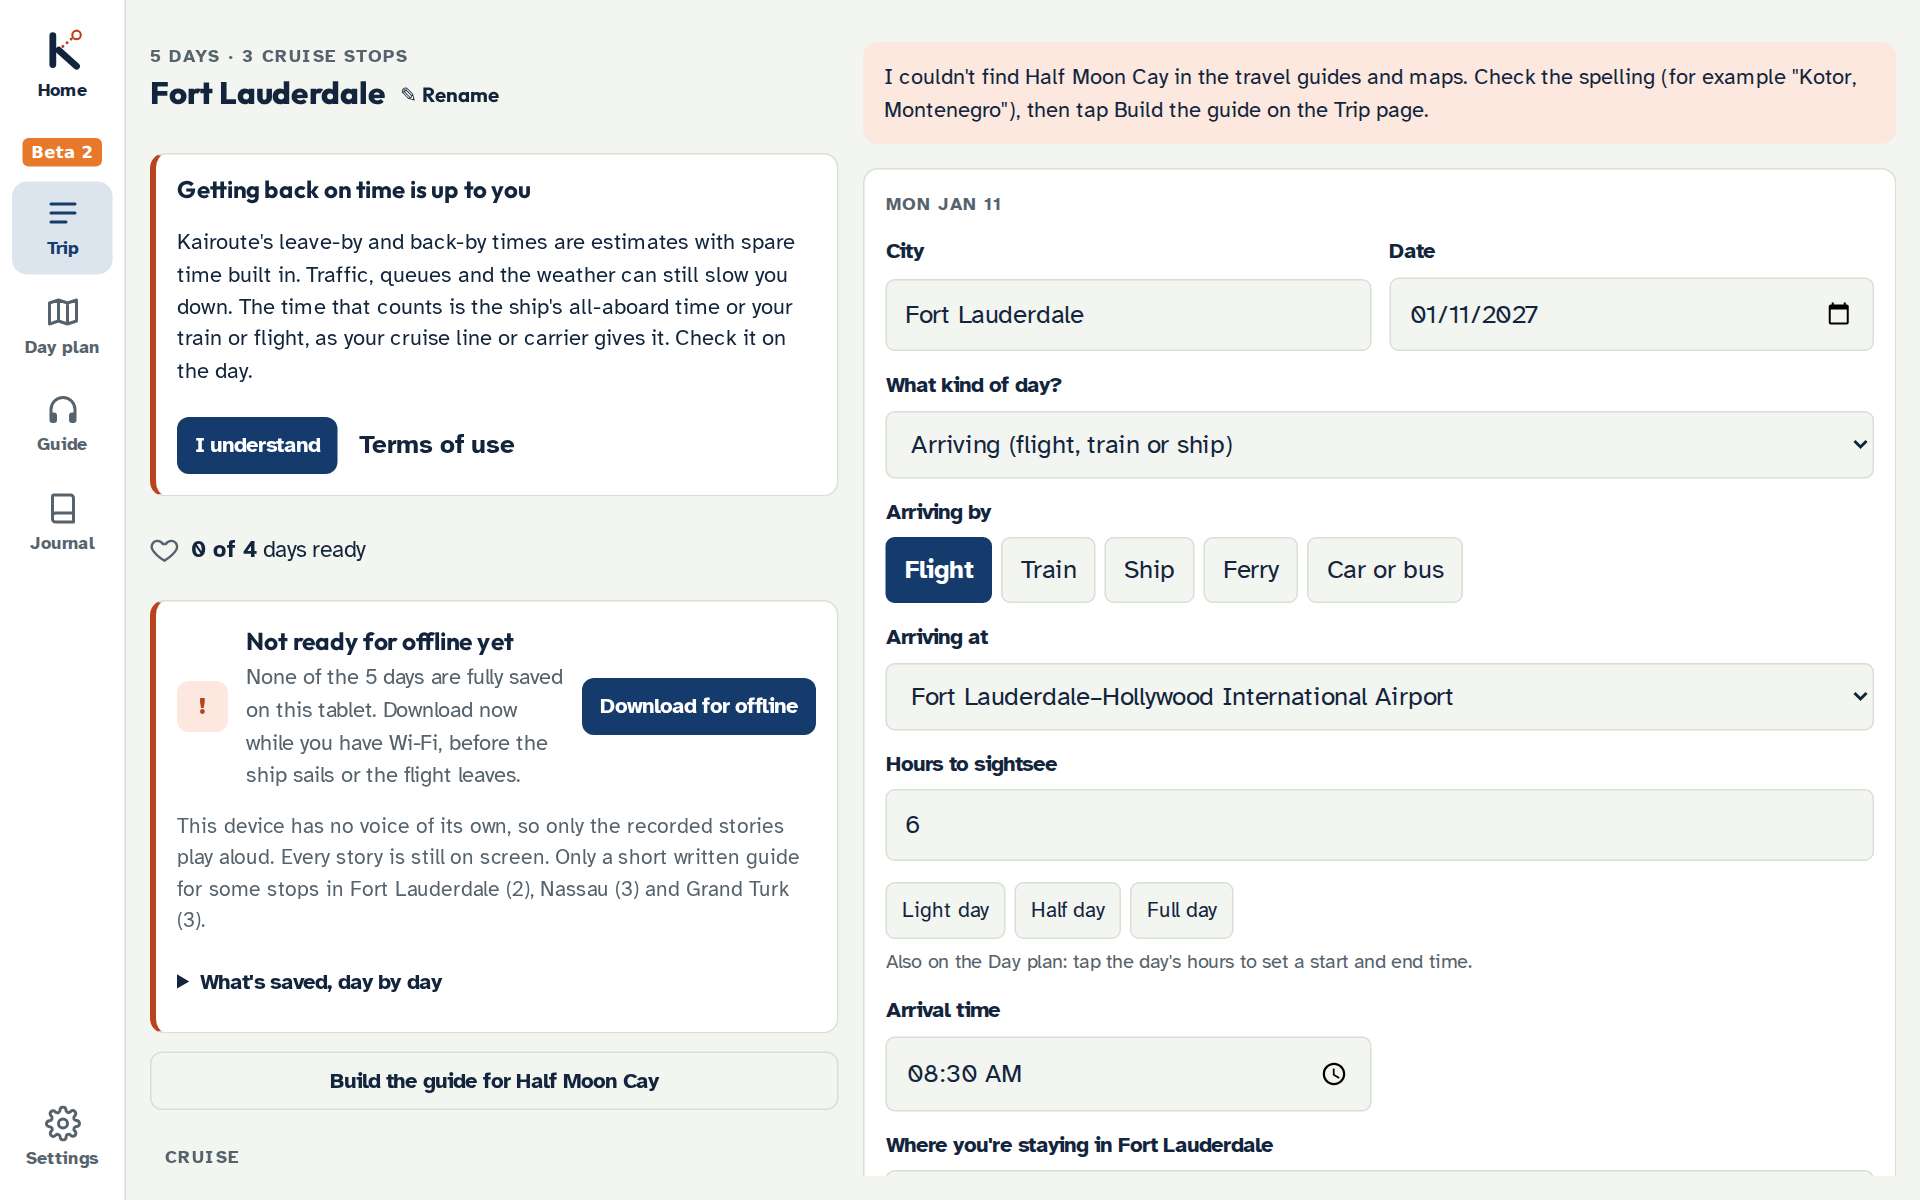 Home
Beta 2
Trip
Day plan
Guide
Journal
Settings
5 DAYS · 3 CRUISE STOPS
Fort Lauderdale ✎ Rename
Getting back on time is up to you
Kairoute's leave-by and back-by times are estimates with spare
time built in. Traffic, queues and the weather can still slow you
down. The time that counts is the ship's all-aboard time or your
train or flight, as your cruise line or carrier gives it. Check it on
the day.
I understand Terms of use
0 of 4 days ready
Not ready for offline yet
None of the 5 days are fully saved
on this tablet. Download now
while you have Wi-Fi, before the
ship sails or the flight leaves.
! Download for offline
This device has no voice of its own, so only the recorded stories
play aloud. Every story is still on screen. Only a short written guide
for some stops in Fort Lauderdale (2), Nassau (3) and Grand Turk
(3).
▶ What's saved, day by day
Build the guide for Half Moon Cay
CRUISE
I couldn't find Half Moon Cay in the travel guides and maps. Check the spelling (for example "Kotor,
Montenegro"), then tap Build the guide on the Trip page.
MON JAN 11
City Date
Fort Lauderdale 01/11/2027
What kind of day?
Arriving (flight, train or ship)
Arriving by
Flight Train Ship Ferry Car or bus
Arriving at
Fort Lauderdale–Hollywood International Airport
Hours to sightsee
6
Light day Half day Full day
Also on the Day plan: tap the day's hours to set a start and end time.
Arrival time
08:30 AM
Where you're staying in Fort Lauderdale